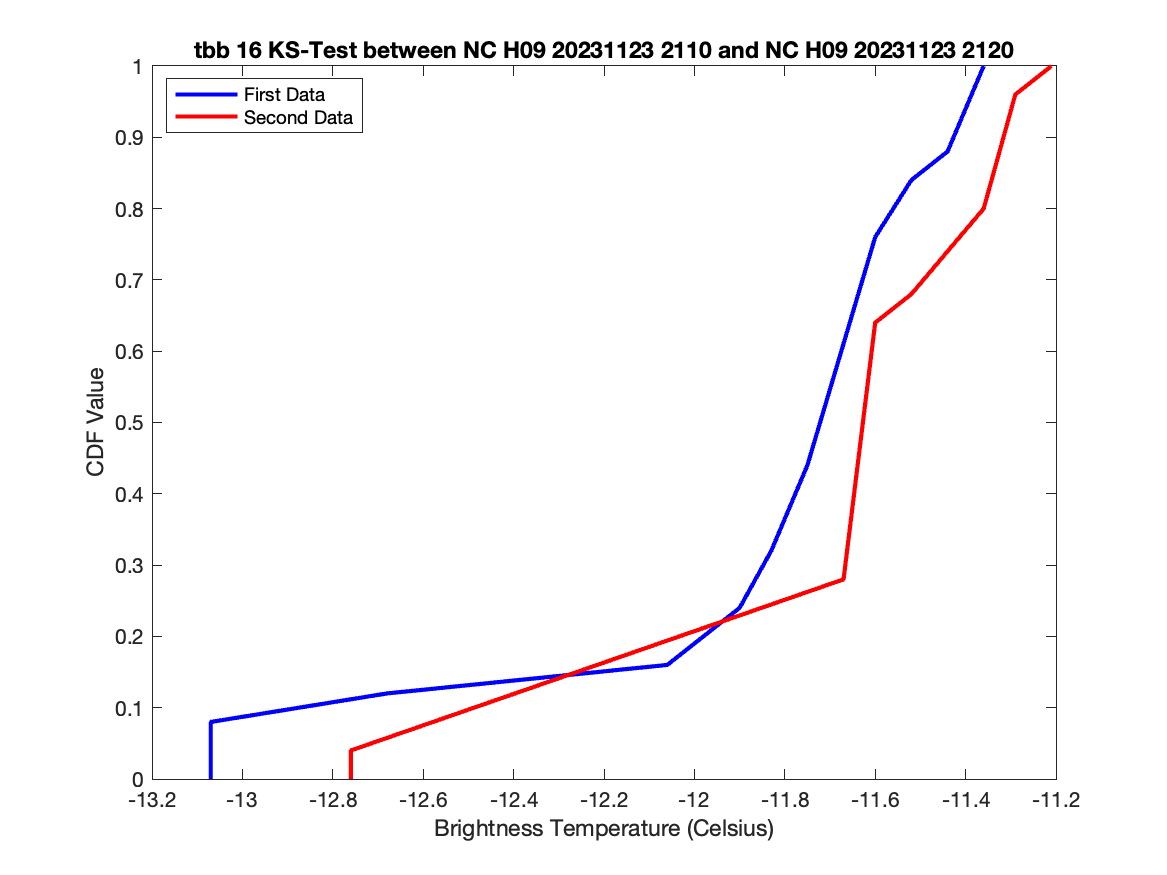 tbb 16 KS-Test between NC H09 20231123 2110 and NC H09 20231123 2120
First Data
Second Data
1
0.9
0.8
0.7
0.6
0.5
0.4
0.3
0.2
0.1
0
CDF Value
-13.2 -13 -12.8 -12.6 -12.4 -12.2 -12 -11.8 -11.6 -11.4 -11.2
Brightness Temperature (Celsius)